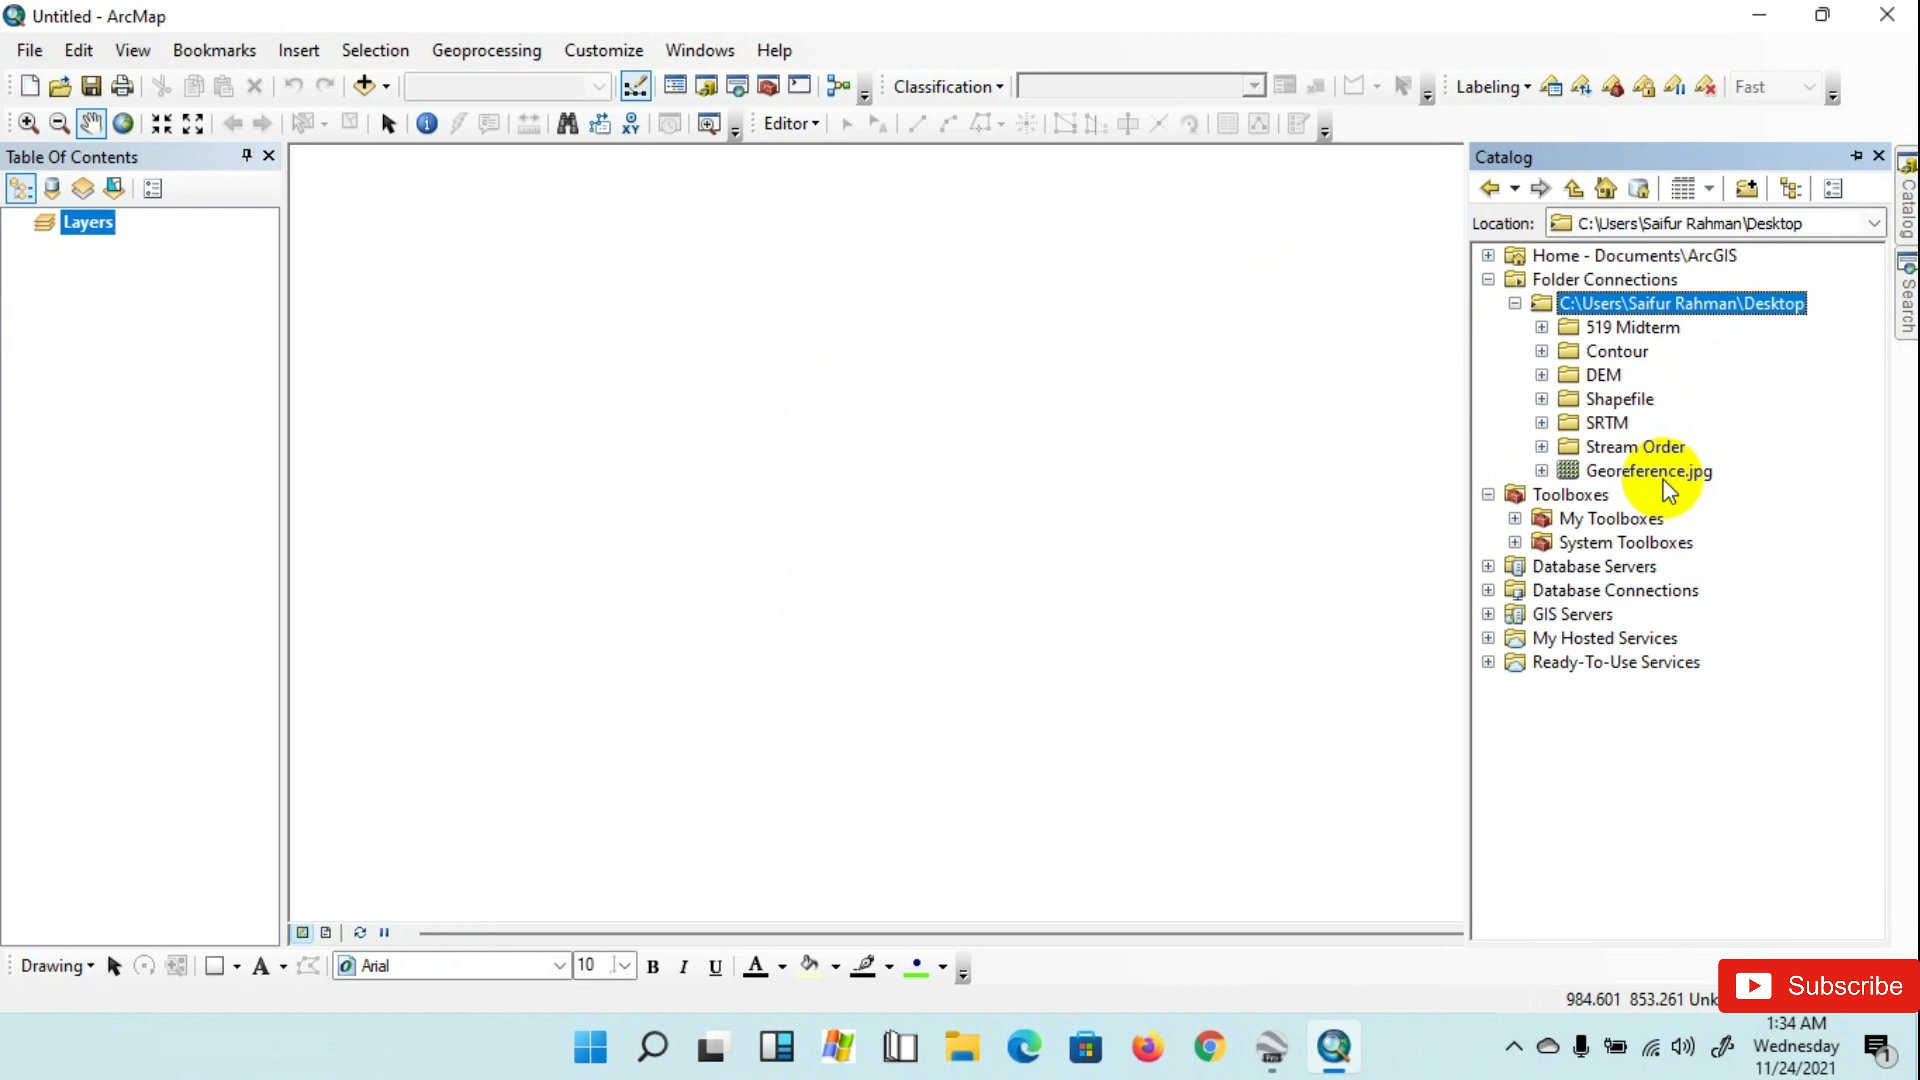 Untitled - ArcMap
File Edit View Bookmarks Insert Selection Geoprocessing Customize Windows Help
Classification
Labeling
Fast
XY
Editor
Table Of Contents
Layers
Catalog
Location: C:\Users\Saifur Rahman\Desktop
Home - Documents\ArcGIS
Folder Connections
C:\Users\Saifur Rahman\Desktop
519 Midterm
Contour
DEM
Shapefile
SRTM
Stream Order
Georeference.jpg
Toolboxes
My Toolboxes
System Toolboxes
Database Servers
Database Connections
GIS Servers
My Hosted Services
Ready-To-Use Services
Catalog
Search
Drawing A Arial 10 B I U A
984.601 853.261 Unk
Subscribe
1:34 AM
Wednesday
11/24/2021
1